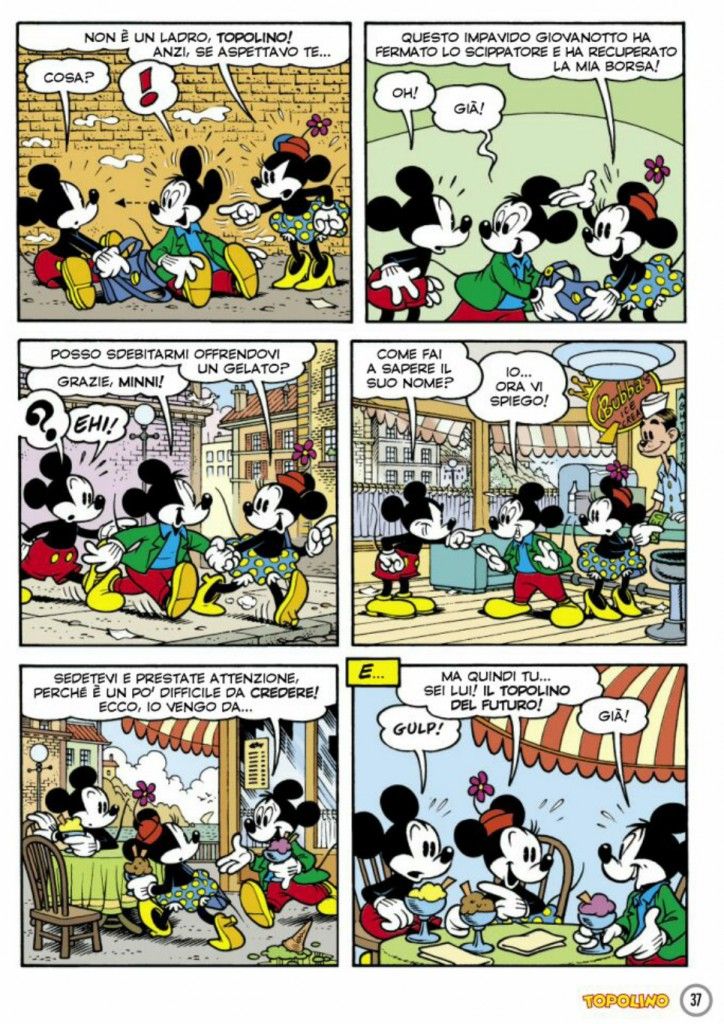 NON È UN LADRO, TOPOLINO!
ANZI, SE ASPETTAVO TE...
COSA?
!
QUESTO IMPAVIDO GIOVANOTTO HA
FERMATO LO SCIPPATORE E HA RECUPERATO
LA MIA BORSA!
OH!
GIÀ!
POSSO SDEBITARMI OFFRENDOVI
UN GELATO?
GRAZIE, MINNI!
?
EHI!
COME FAI
A SAPERE IL
SUO NOME?
IO...
ORA VI
SPIEGO!
Bubba's
ICE
CREAM
SEDETEVI E PRESTATE ATTENZIONE,
PERCHÉ È UN PO' DIFFICILE DA CREDERE!
ECCO, IO VENGO DA...
E...
MA QUINDI TU...
SEI LUI! IL TOPOLINO
DEL FUTURO!
GULP!
GIÀ!
TOPOLINO
37